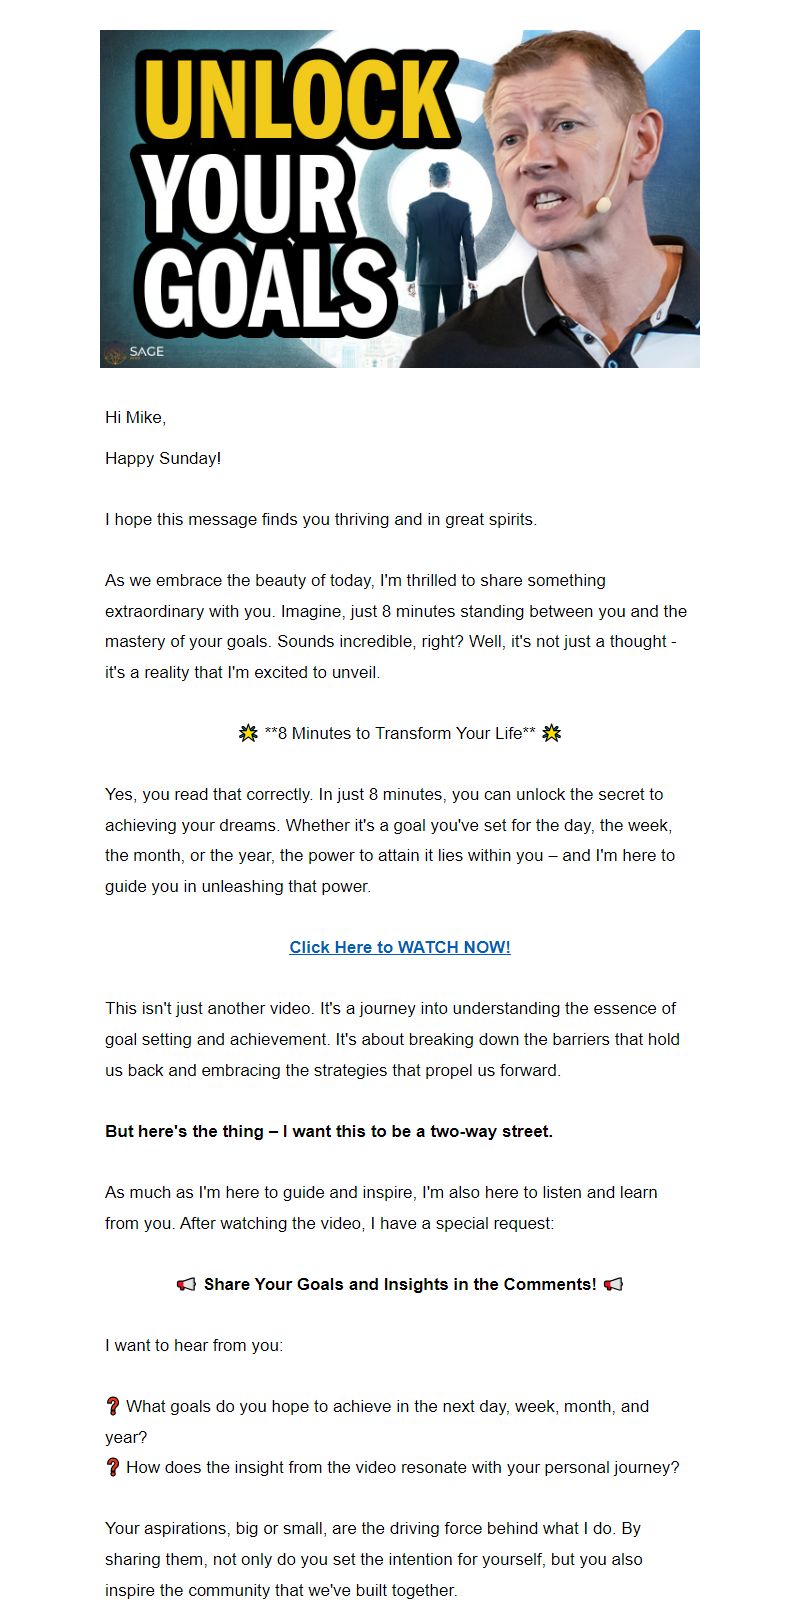 UNLOCK
YOUR
GOALS
SAGE
Hi Mike,
Happy Sunday!
I hope this message finds you thriving and in great spirits.
As we embrace the beauty of today, I'm thrilled to share something
extraordinary with you. Imagine, just 8 minutes standing between you and the
mastery of your goals. Sounds incredible, right? Well, it's not just a thought -
it's a reality that I'm excited to unveil.
🌟 **8 Minutes to Transform Your Life** 🌟
Yes, you read that correctly. In just 8 minutes, you can unlock the secret to
achieving your dreams. Whether it's a goal you've set for the day, the week,
the month, or the year, the power to attain it lies within you – and I'm here to
guide you in unleashing that power.
Click Here to WATCH NOW!
This isn't just another video. It's a journey into understanding the essence of
goal setting and achievement. It's about breaking down the barriers that hold
us back and embracing the strategies that propel us forward.
But here's the thing – I want this to be a two-way street.
As much as I'm here to guide and inspire, I'm also here to listen and learn
from you. After watching the video, I have a special request:
📢 Share Your Goals and Insights in the Comments! 📢
I want to hear from you:
❓ What goals do you hope to achieve in the next day, week, month, and
year?
❓ How does the insight from the video resonate with your personal journey?
Your aspirations, big or small, are the driving force behind what I do. By
sharing them, not only do you set the intention for yourself, but you also
inspire the community that we've built together.